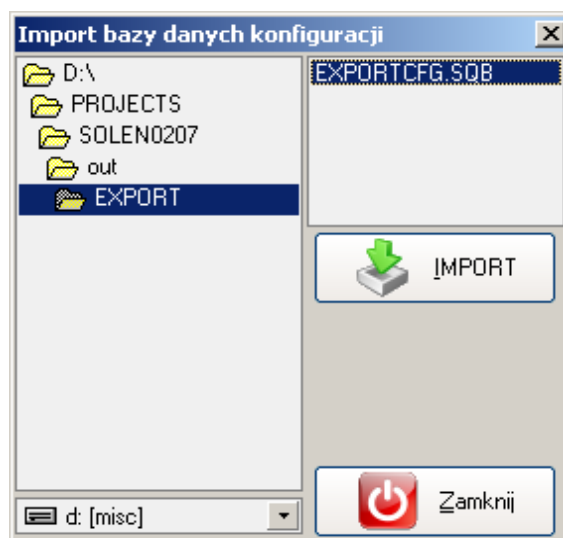 Import bazy danych konfiguracji
D:\
PROJECTS
SOLEN0207
out
EXPORT
EXPORTCFG.SQB
IMPORT
d: [misc]
Zamknij